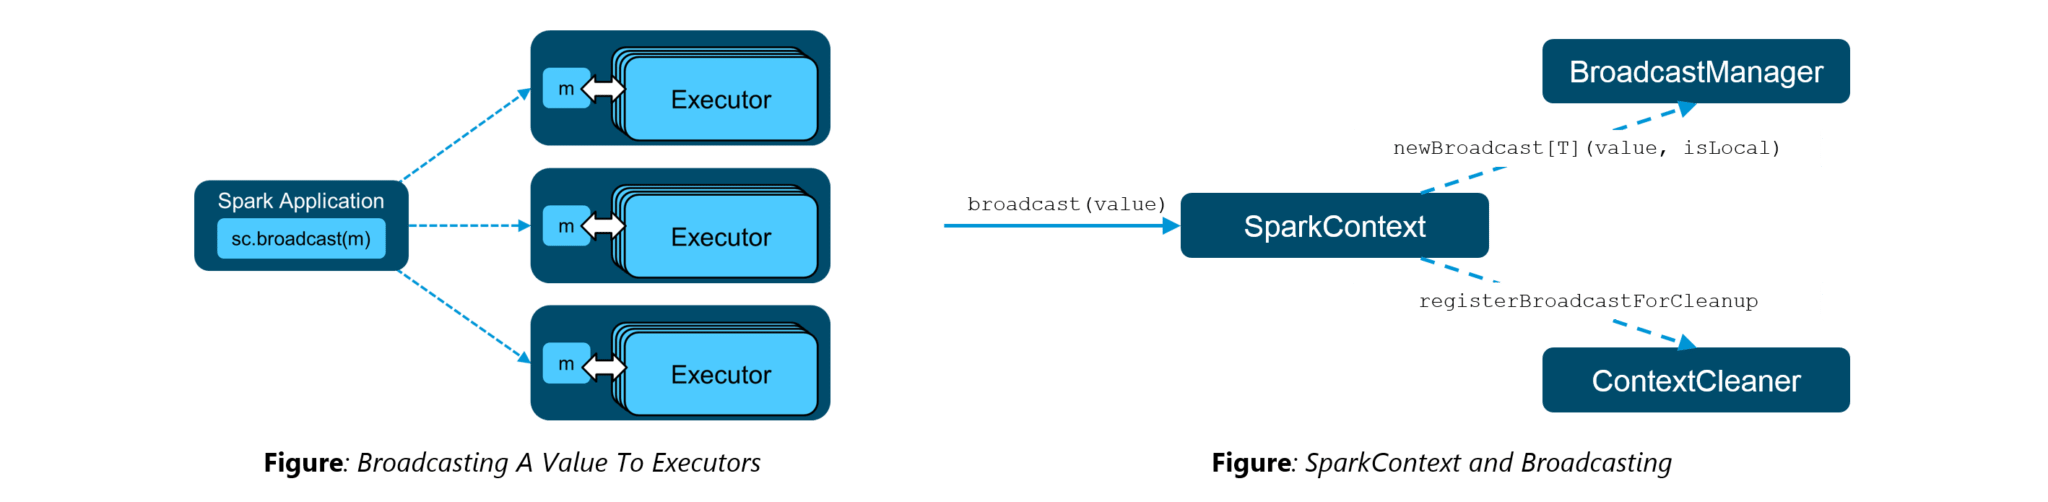 Spark Application
sc.broadcast(m)
m
Executor
m
Executor
m
Executor
Figure: Broadcasting A Value To Executors
broadcast(value)
SparkContext
newBroadcast[T](value, isLocal)
BroadcastManager
registerBroadcastForCleanup
ContextCleaner
Figure: SparkContext and Broadcasting